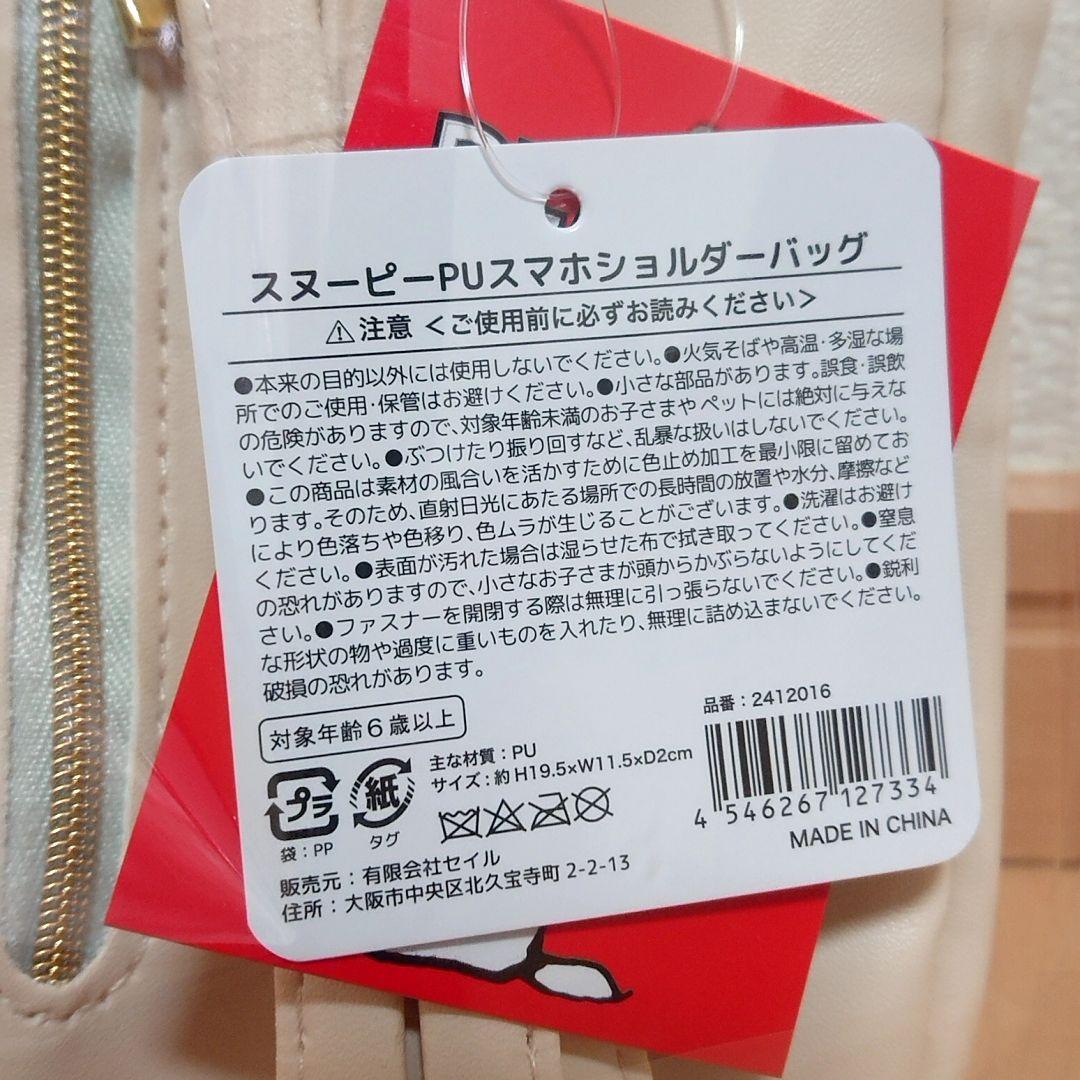 スヌーピーPUスマホショルダーバッグ
⚠注意 <ご使用前に必ずお読みください>
●本来の目的以外には使用しないでください。●火気そばや高温・多湿な場
所でのご使用・保管はお避けください。●小さな部品があります。誤食・誤飲
の危険がありますので、対象年齢未満のお子さまやペットには絶対に与えな
いでください。●ぶつけたり振り回すなど、乱暴な扱いはしないでください。
●この商品は素材の風合いを活かすために色止め加工を最小限に留めてお
ります。そのため、直射日光にあたる場所での長時間の放置や水分、摩擦など
により色落ちや色移り、色ムラが生じることがございます。●洗濯はお避け
ください。●表面が汚れた場合は湿らせた布で拭き取ってください。●窒息
の恐れがありますので、小さなお子さまが頭からかぶらないようにしてくだ
さい。●ファスナーを開閉する際は無理に引っ張らないでください。●鋭利
な形状の物や過度に重いものを入れたり、無理に詰め込まないでください。
破損の恐れがあります。
対象年齢6歳以上
品番：2412016
主な材質：PU
サイズ：約H19.5×W11.5×D2cm
プラ
紙
袋：PP
タグ
4 546267 127334
MADE IN CHINA
販売元：有限会社セイル
住所：大阪市中央区北久宝寺町 2-2-13